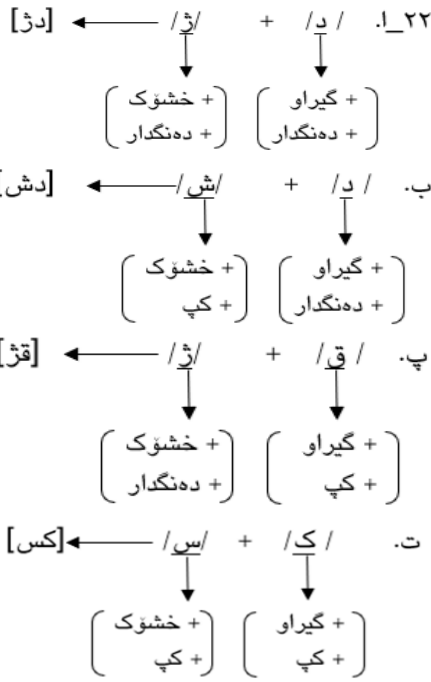 ٢٢_ا. / د / + /ژ/ [دژ]
+ گیراو + خشۆک
+ دەنگدار + دەنگدار
ب. / د/ + /ش/ [دش]
+ گیراو + خشۆک
+ دەنگدار + کپ
پ. / ق/ + /ژ/ [قژ]
+ گیراو + خشۆک
+ کپ + دەنگدار
ت. / ک/ + /س/ [کس]
+ گیراو + خشۆک
+ کپ + کپ